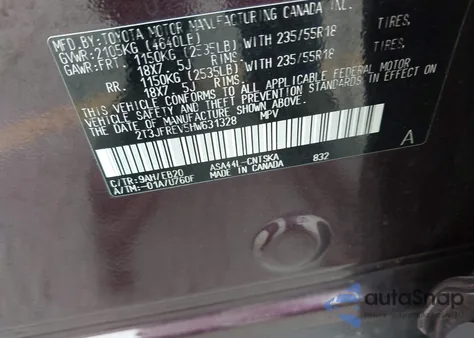 MFD.BY:TOYOTA MOTOR MANUFACTURING CANADA INC.
GVWR:2105KG (4640LB)
GAWR:FRT. 1150KG (2535LB) WITH 235/55R18 TIRES,
18X7 5J RIMS
RR. 1150KG (2535LB) WITH 235/55R18 TIRES,
18X7 5J RIMS
THIS VEHICLE CONFORMS TO ALL APPLICABLE FEDERAL MOTOR
VEHICLE SAFETY AND THEFT PREVENTION STANDARDS IN EFFECT ON
THE DATE OF MANUFACTURE SHOWN ABOVE.
2T3JFREV5HW631328 MPV
A
C/TR:9AH/EB20 ASA44L-CNTSKA 832
A/TM:-01A/U760F
autoSnap